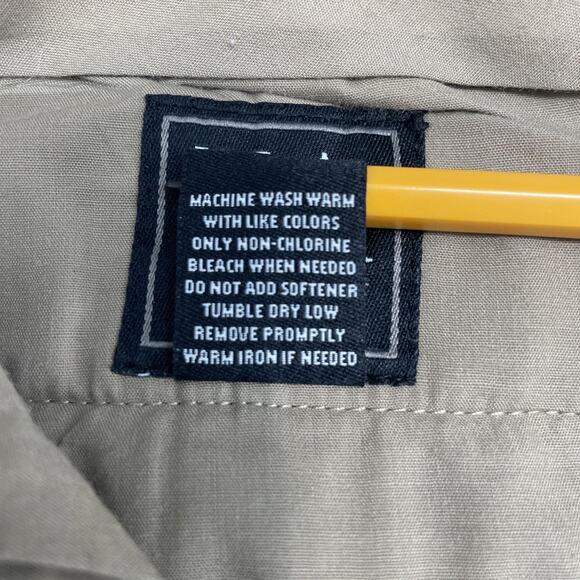 MACHINE WASH WARM
WITH LIKE COLORS
ONLY NON-CHLORINE
BLEACH WHEN NEEDED
DO NOT ADD SOFTENER
TUMBLE DRY LOW
REMOVE PROMPTLY
WARM IRON IF NEEDED